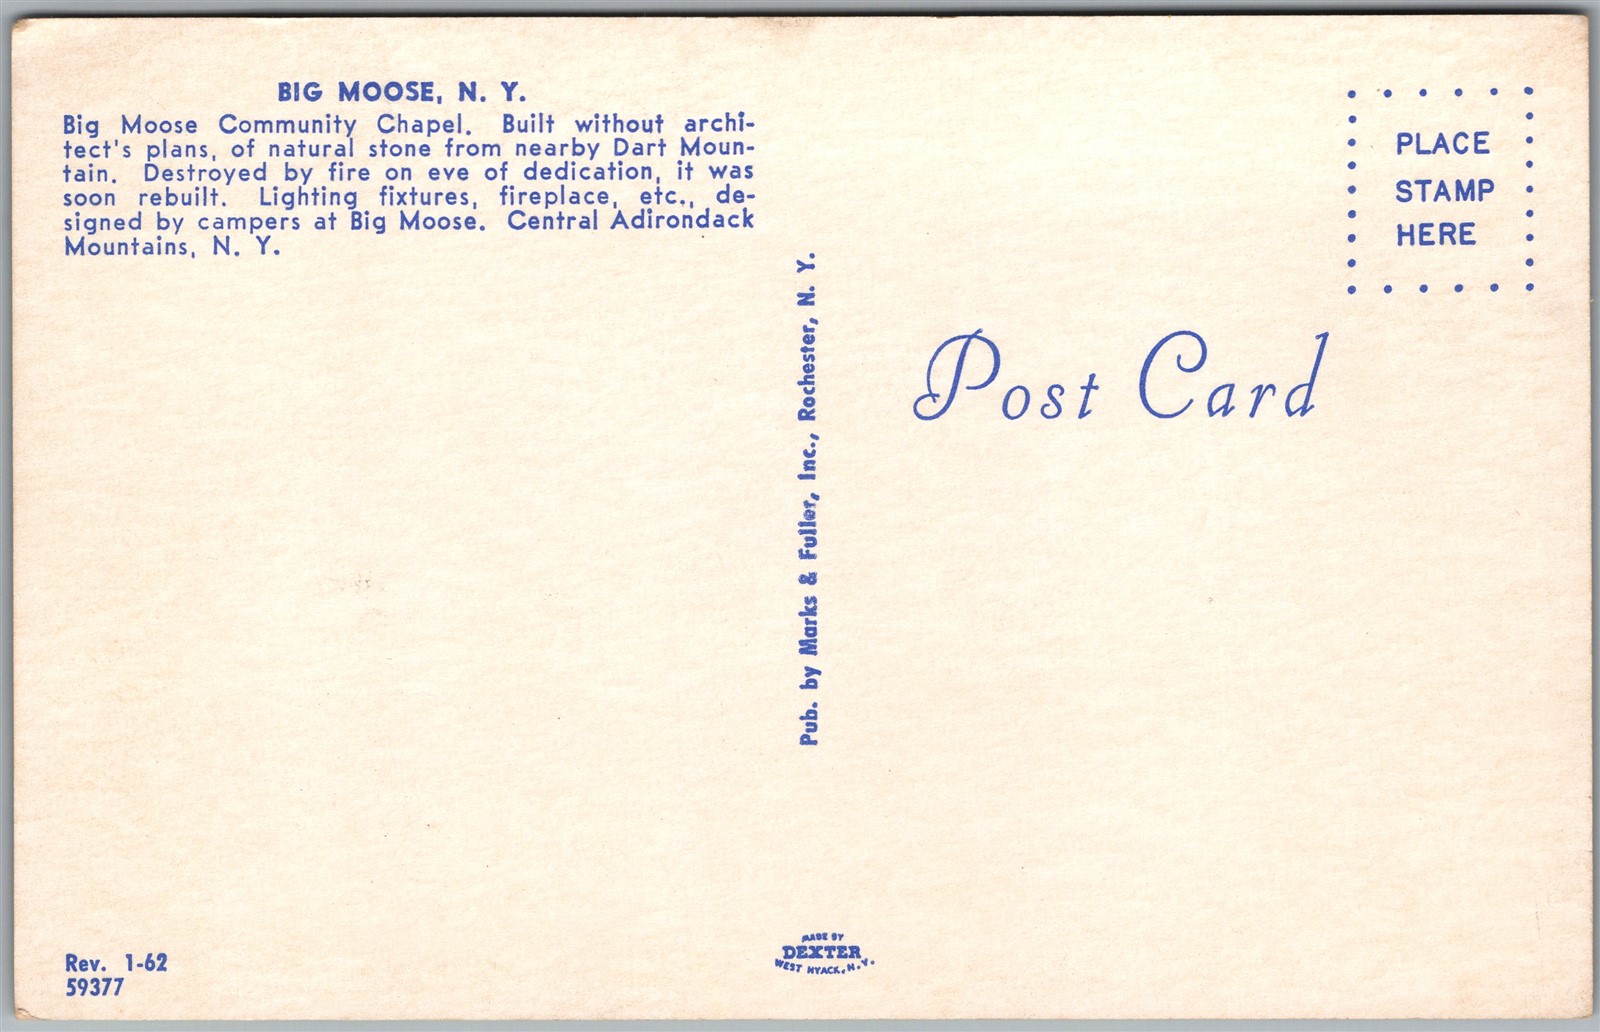 BIG MOOSE, N. Y.
Big Moose Community Chapel. Built without archi-
tect's plans, of natural stone from nearby Dart Moun-
tain. Destroyed by fire on eve of dedication, it was
soon rebuilt. Lighting fixtures, fireplace, etc., de-
signed by campers at Big Moose. Central Adirondack
Mountains, N. Y.
Rev. 1-62
59377
Pub. by Marks & Fuller, Inc., Rochester, N. Y.
MADE BY
DEXTER
WEST NYACK, N.Y.
PLACE
STAMP
HERE
Post Card